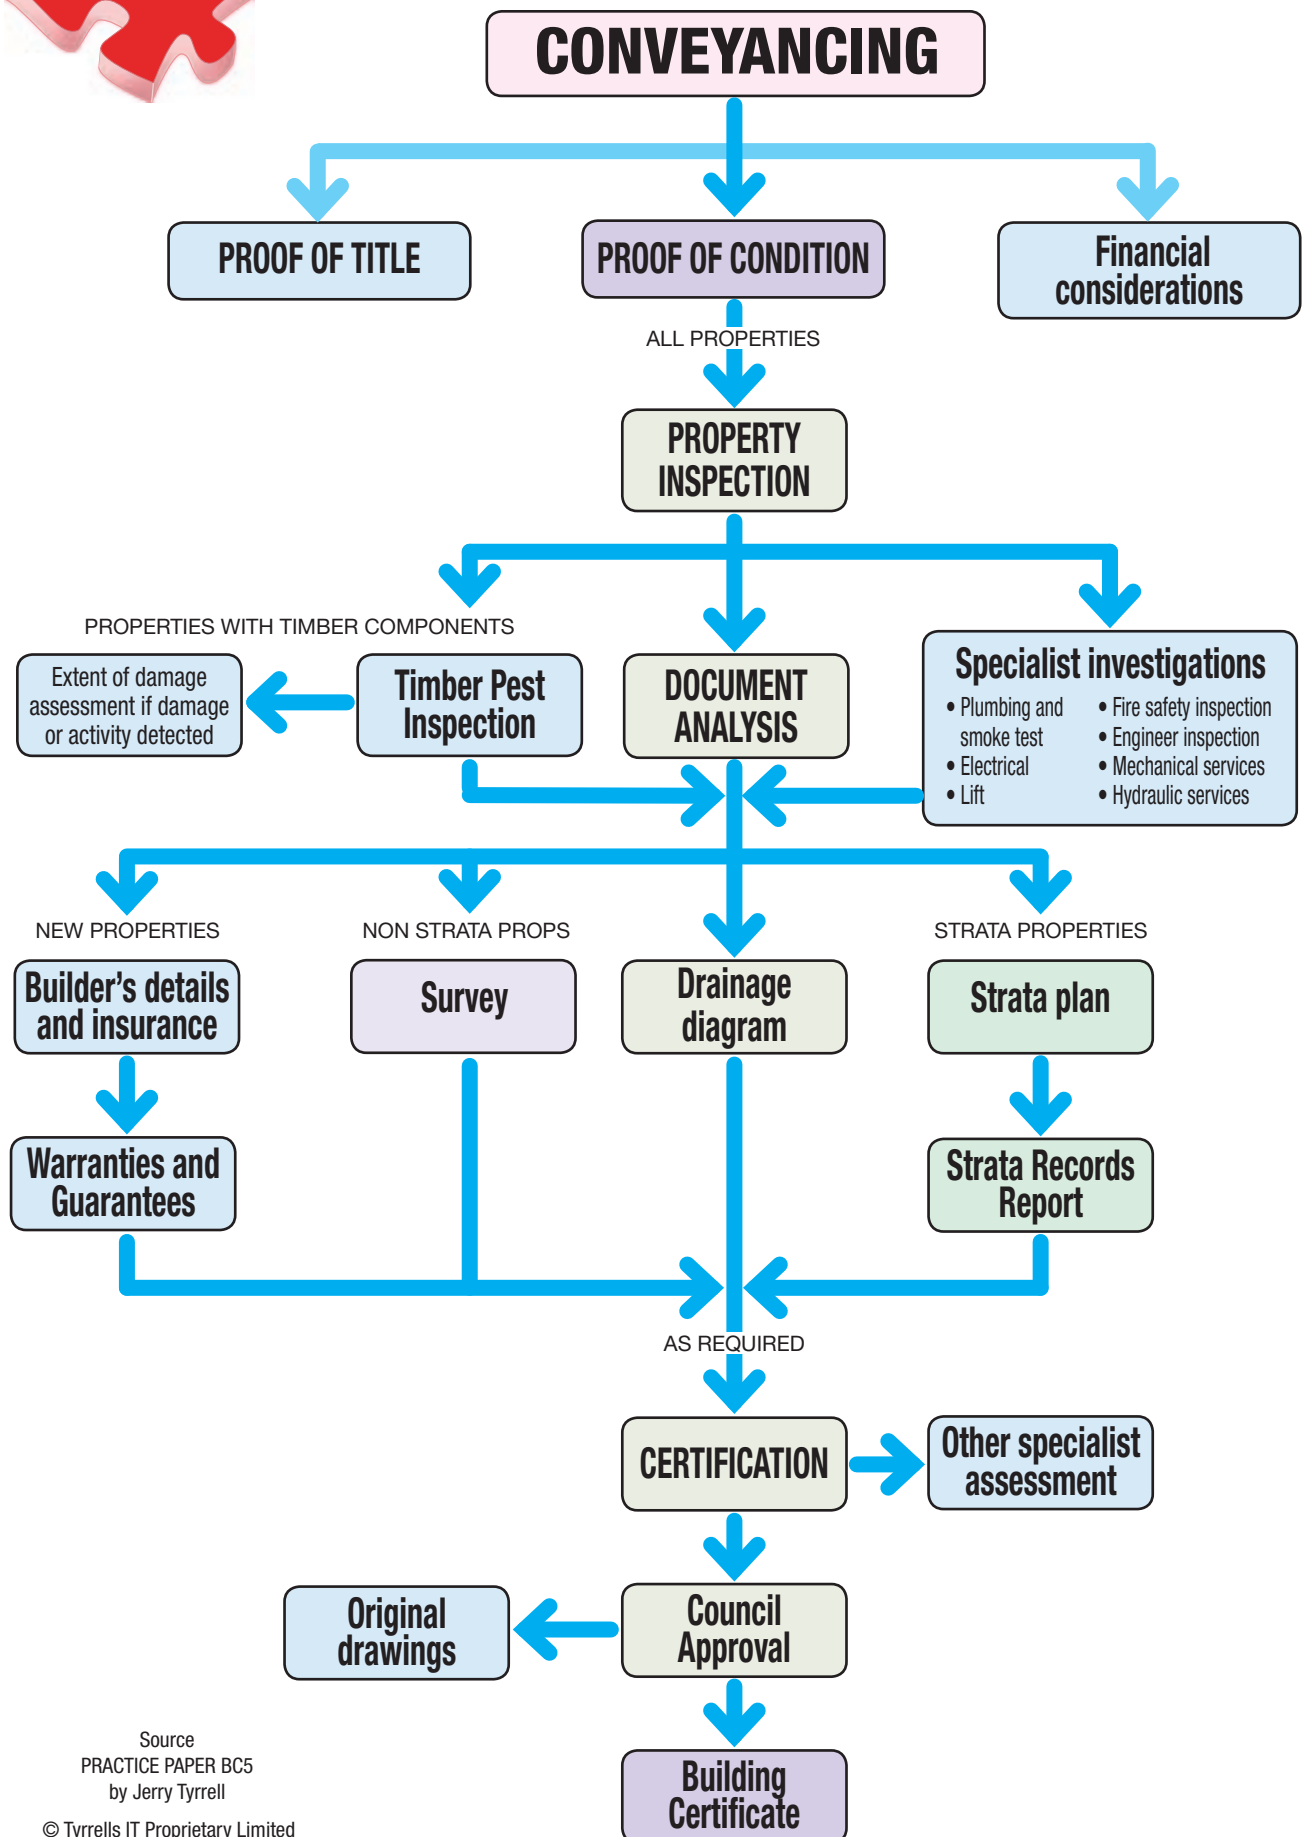 CONVEYANCING
PROOF OF TITLE
PROOF OF CONDITION
Financial
considerations
ALL PROPERTIES
PROPERTY
INSPECTION
PROPERTIES WITH TIMBER COMPONENTS
Extent of damage
assessment if damage
or activity detected
Timber Pest
Inspection
DOCUMENT
ANALYSIS
Specialist investigations
• Plumbing and
smoke test
• Electrical
• Lift
• Fire safety inspection
• Engineer inspection
• Mechanical services
• Hydraulic services
NEW PROPERTIES
NON STRATA PROPS
STRATA PROPERTIES
Builder's details
and insurance
Survey
Drainage
diagram
Strata plan
Warranties and
Guarantees
Strata Records
Report
AS REQUIRED
CERTIFICATION
Other specialist
assessment
Original
drawings
Council
Approval
Building
Certificate
Source
PRACTICE PAPER BC5
by Jerry Tyrrell
© Tyrrells IT Proprietary Limited